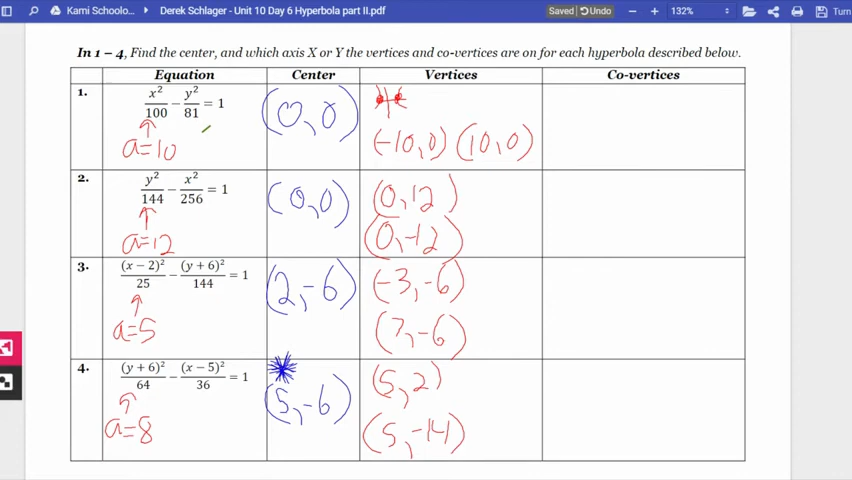 Kami Schoolo... Derek Schlager - Unit 10 Day 6 Hyperbola part II.pdf Saved Undo 132% Turn
In 1 – 4, Find the center, and which axis X or Y the vertices and co-vertices are on for each hyperbola described below.
Equation Center Vertices Co-vertices
1. x²/100 − y²/81 = 1 (0,0)
a=10 (-10,0) (10,0)
2. y²/144 − x²/256 = 1 (0,0) (0,12)
a=12 (0,-12)
3. (x − 2)²/25 − (y + 6)²/144 = 1 (2,-6) (-3,-6)
a=5 (7,-6)
4. (y + 6)²/64 − (x − 5)²/36 = 1 (5,-6) (5,2)
a=8 (5,-14)